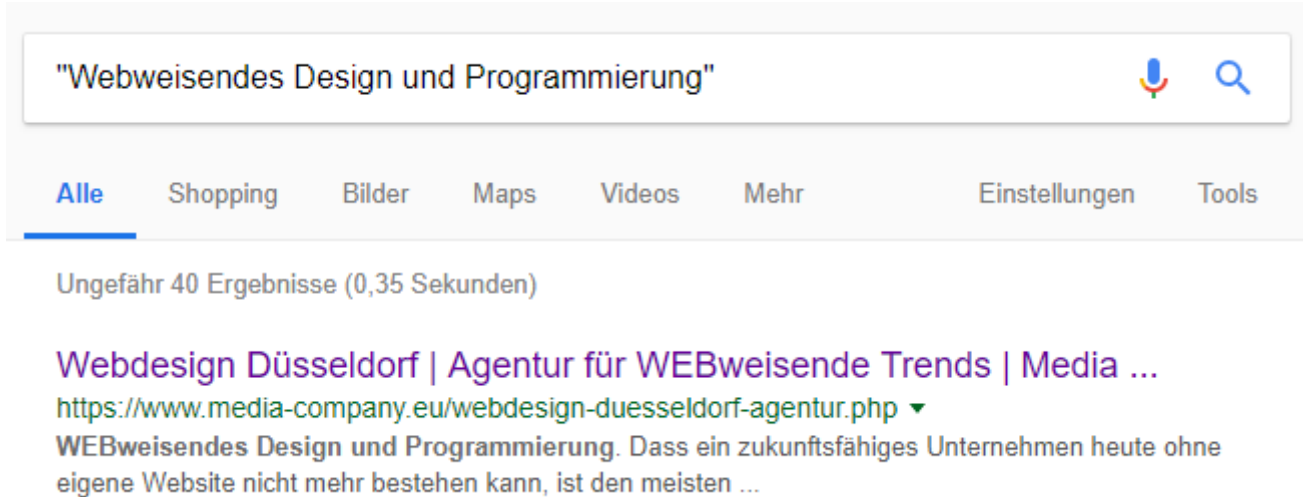 "Webweisendes Design und Programmierung"
Alle Shopping Bilder Maps Videos Mehr Einstellungen Tools
Ungefähr 40 Ergebnisse (0,35 Sekunden)
Webdesign Düsseldorf | Agentur für WEBweisende Trends | Media ...
https://www.media-company.eu/webdesign-duesseldorf-agentur.php
WEBweisendes Design und Programmierung. Dass ein zukunftsfähiges Unternehmen heute ohne
eigene Website nicht mehr bestehen kann, ist den meisten ...